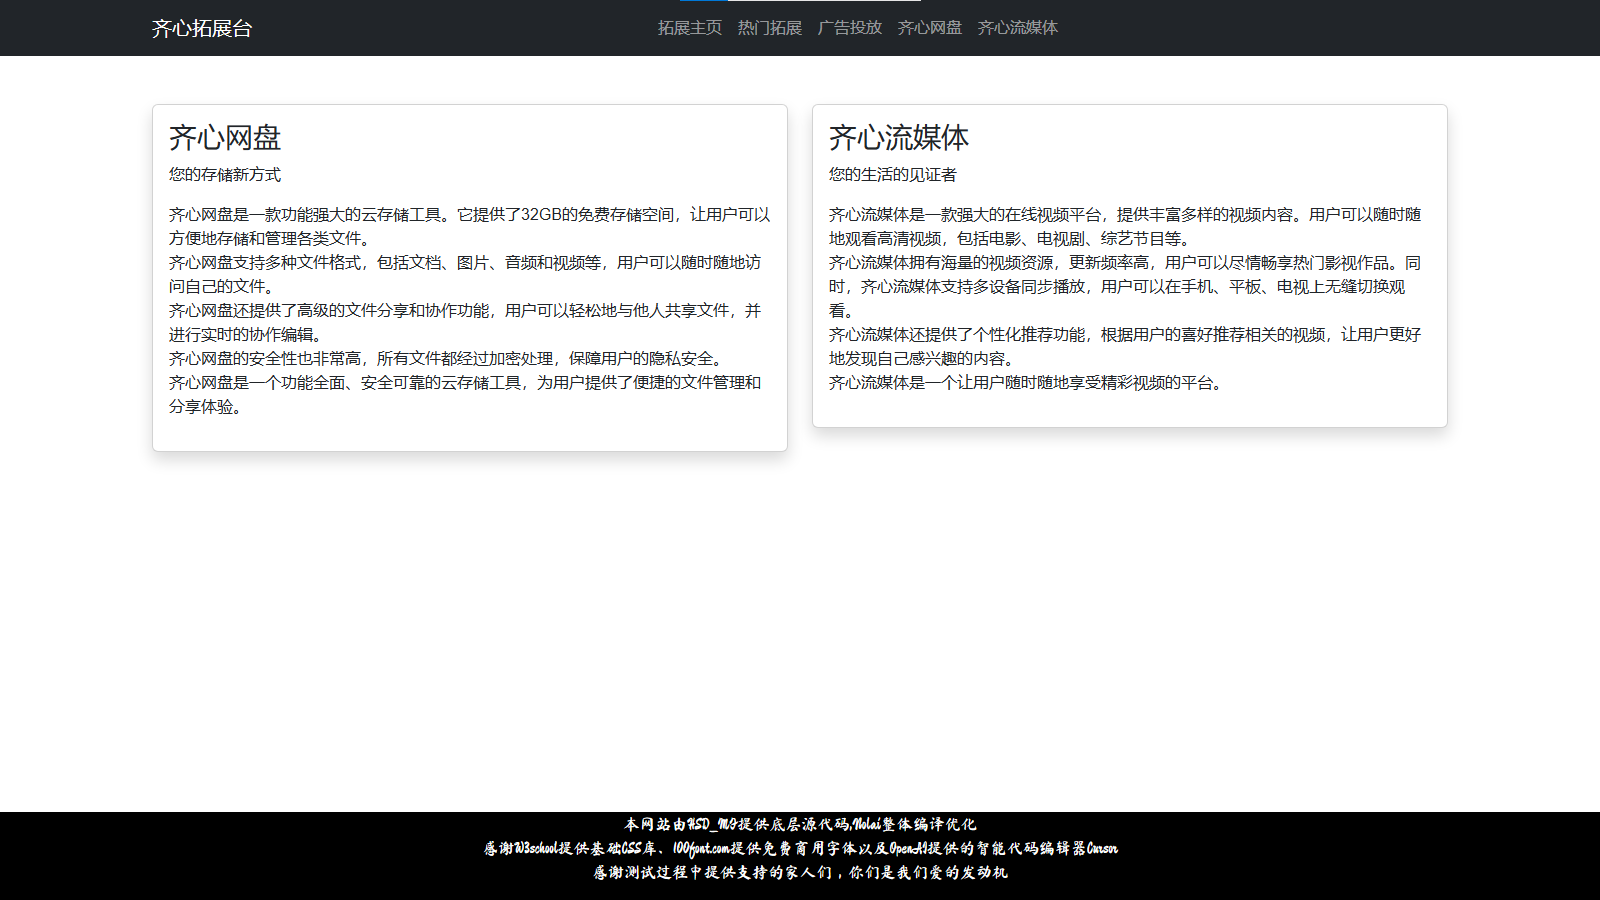 齐心拓展台
拓展主页 热门拓展 广告投放 齐心网盘 齐心流媒体
齐心网盘
您的存储新方式
齐心网盘是一款功能强大的云存储工具。它提供了32GB的免费存储空间，让用户可以
方便地存储和管理各类文件。
齐心网盘支持多种文件格式，包括文档、图片、音频和视频等，用户可以随时随地访
问自己的文件。
齐心网盘还提供了高级的文件分享和协作功能，用户可以轻松地与他人共享文件，并
进行实时的协作编辑。
齐心网盘的安全性也非常高，所有文件都经过加密处理，保障用户的隐私安全。
齐心网盘是一个功能全面、安全可靠的云存储工具，为用户提供了便捷的文件管理和
分享体验。
齐心流媒体
您的生活的见证者
齐心流媒体是一款强大的在线视频平台，提供丰富多样的视频内容。用户可以随时随
地观看高清视频，包括电影、电视剧、综艺节目等。
齐心流媒体拥有海量的视频资源，更新频率高，用户可以尽情畅享热门影视作品。同
时，齐心流媒体支持多设备同步播放，用户可以在手机、平板、电视上无缝切换观
看。
齐心流媒体还提供了个性化推荐功能，根据用户的喜好推荐相关的视频，让用户更好
地发现自己感兴趣的内容。
齐心流媒体是一个让用户随时随地享受精彩视频的平台。
本网站由HSD_MJ提供底层源代码,Nolai整体编译优化
感谢W3school提供基础CSS库、100font.com提供免费商用字体以及OpenAI提供的智能代码编辑器Cursor
感谢测试过程中提供支持的家人们，你们是我们爱的发动机